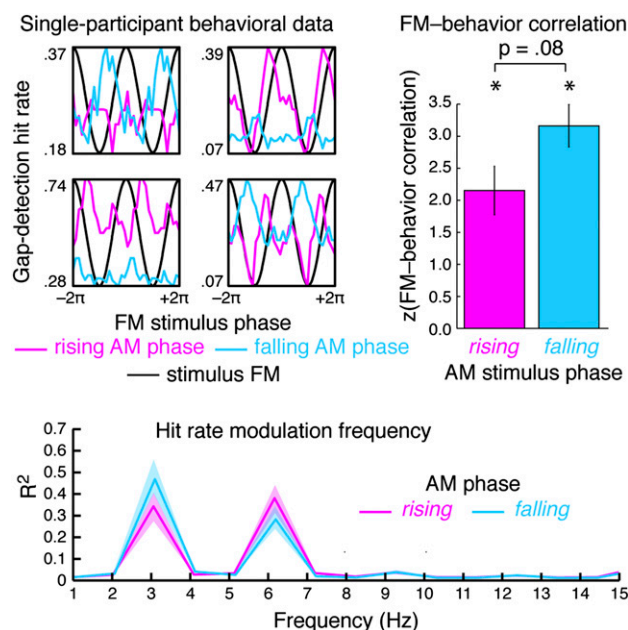 Single-participant behavioral data
Gap-detection hit rate
.37
.18
.39
.07
.74
.28
.47
.07
−2π +2π −2π +2π
FM stimulus phase
rising AM phase falling AM phase
stimulus FM
FM–behavior correlation
p = .08
* *
z(FM–behavior correlation)
3.5
3.0
2.5
2.0
1.5
1.0
0.5
0.0
rising falling
AM stimulus phase
Hit rate modulation frequency
AM phase
rising falling
R²
0.7
0.6
0.5
0.4
0.3
0.2
0.1
0
1 2 3 4 5 6 7 8 9 10 11 12 13 14 15
Frequency (Hz)